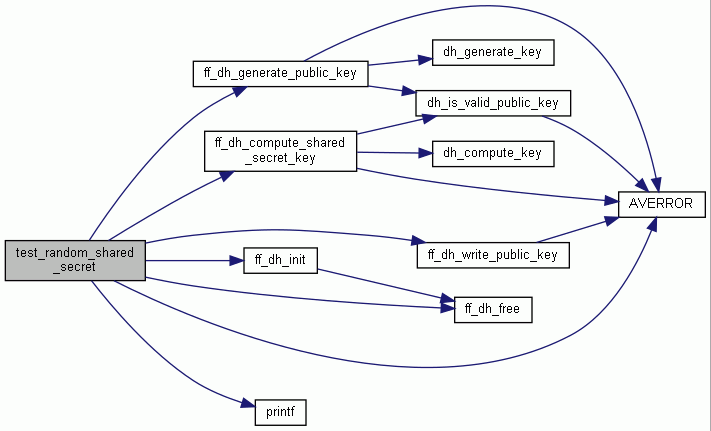 dh_generate_key
ff_dh_generate_public_key
dh_is_valid_public_key
ff_dh_compute_shared
_secret_key
dh_compute_key
AVERROR
test_random_shared
_secret
ff_dh_write_public_key
ff_dh_init
ff_dh_free
printf